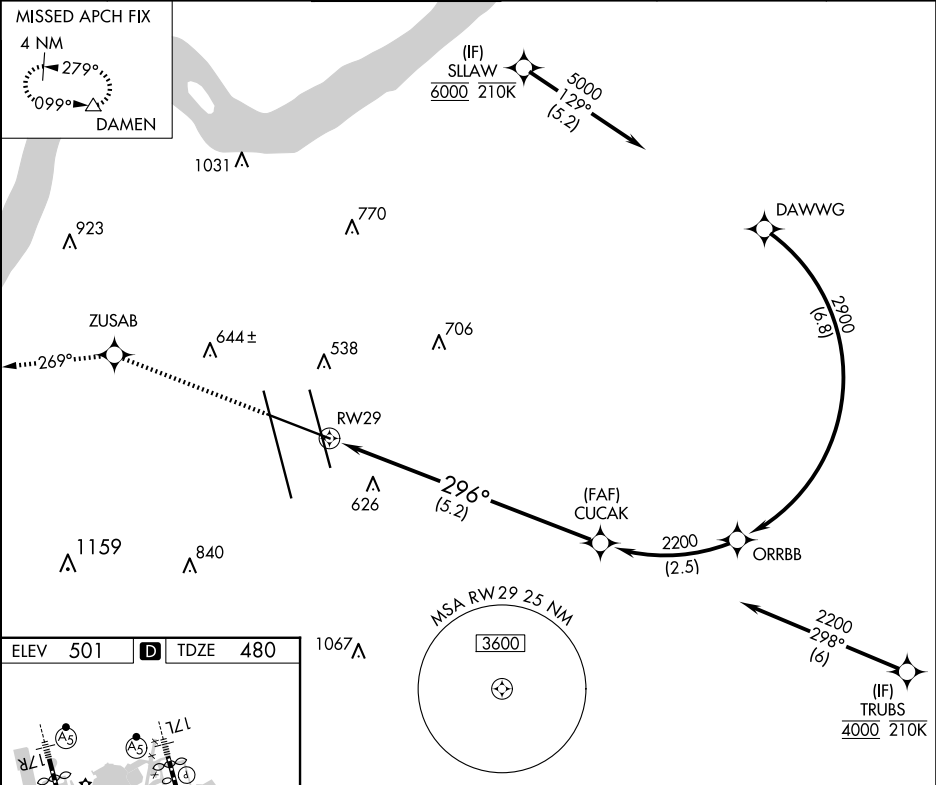 MISSED APCH FIX
4 NM
279°
099°
DAMEN
(IF)
SLLAW
6000 210K
5000
129°
(5.2)
1031
923
770
DAWWG
2900
(6.8)
ZUSAB
269°
644±
538
706
RW29
296°
(5.2)
626
(FAF)
CUCAK
2200
(2.5)
ORRBB
1159
840
MSA RW29 25 NM
3600
1067
2200
298°
(6)
(IF)
TRUBS
4000 210K
ELEV 501 D TDZE 480
17R
A5
A5
17L
P